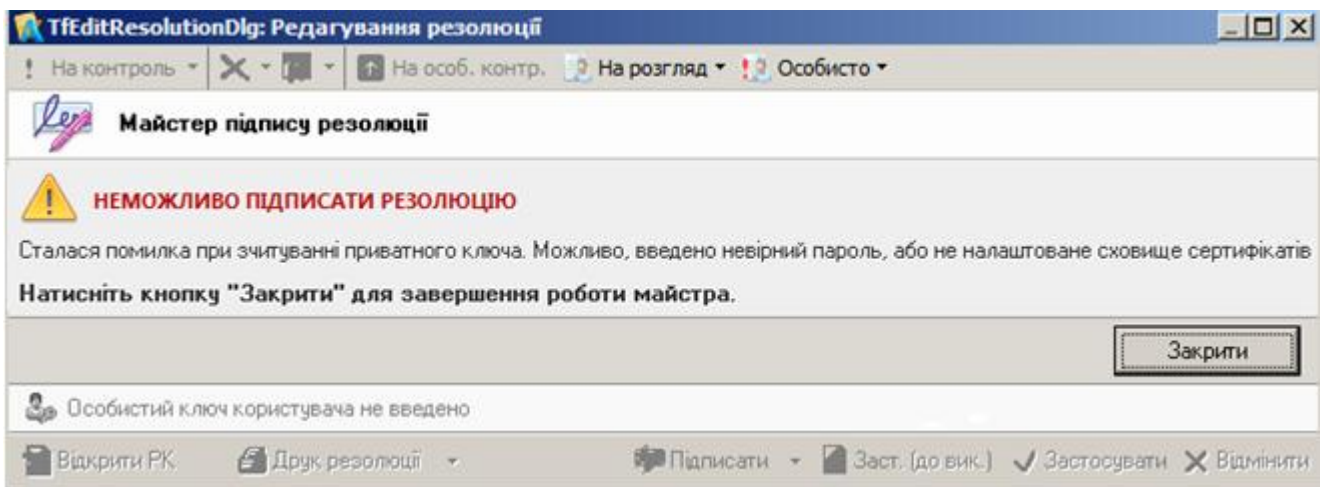 TfEditResolutionDlg: Редагування резолюції
На контроль На особ. контр. На розгляд Особисто
Майстер підпису резолюції
НЕМОЖЛИВО ПІДПИСАТИ РЕЗОЛЮЦІЮ
Сталася помилка при зчитуванні приватного ключа. Можливо, введено невірний пароль, або не налаштоване сховище сертифікатів
Натисніть кнопку "Закрити" для завершення роботи майстра.
Закрити
Особистий ключ користувача не введено
Відкрити РК Друк резолюції Підписати Заст. (до вик.) Застосувати Відмінити